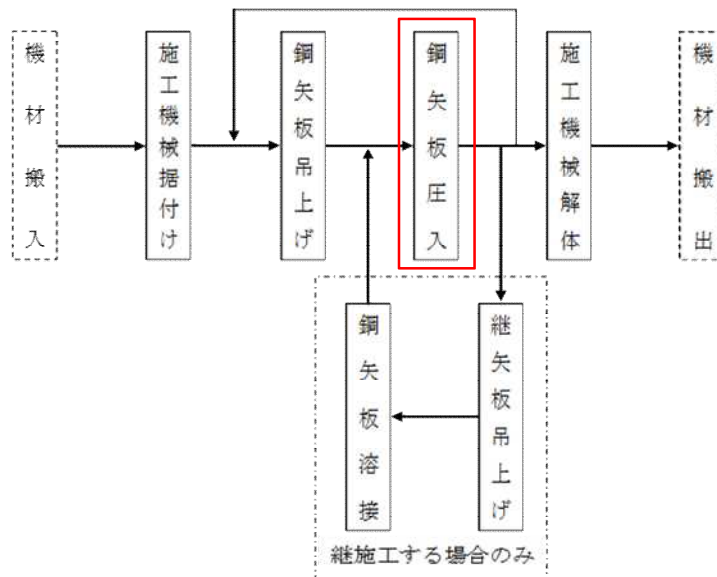 機材搬入
施工機械据付け
鋼矢板吊上げ
鋼矢板圧入
施工機械解体
機材搬出
鋼矢板溶接
継矢板吊上げ
継施工する場合のみ